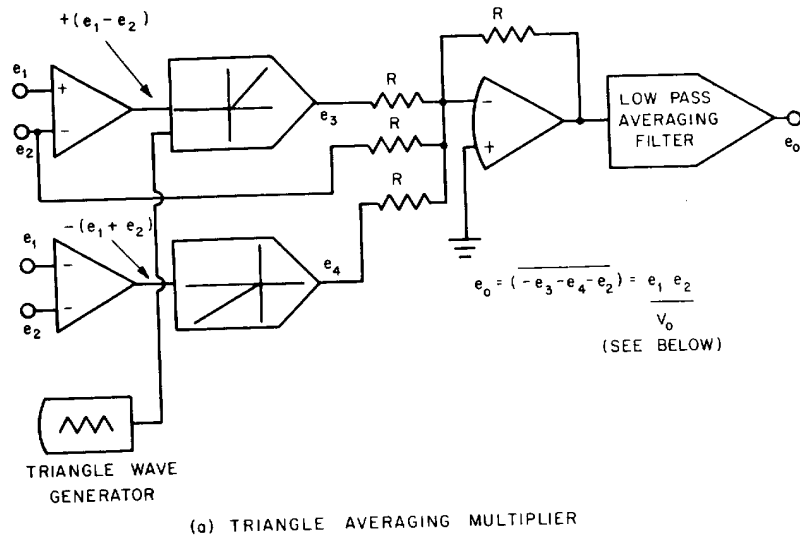 +(e₁ – e₂)
R
e₁
+
e₂
–
e₃
R
R
–
+
LOW PASS
AVERAGING
FILTER
e₀
R
–(e₁ + e₂)
e₁
–
e₂
–
e₄
e₀ = (–e₃–e₄–e₂) = e₁ e₂
V₀
(SEE BELOW)
TRIANGLE WAVE
GENERATOR
(a) TRIANGLE AVERAGING MULTIPLIER